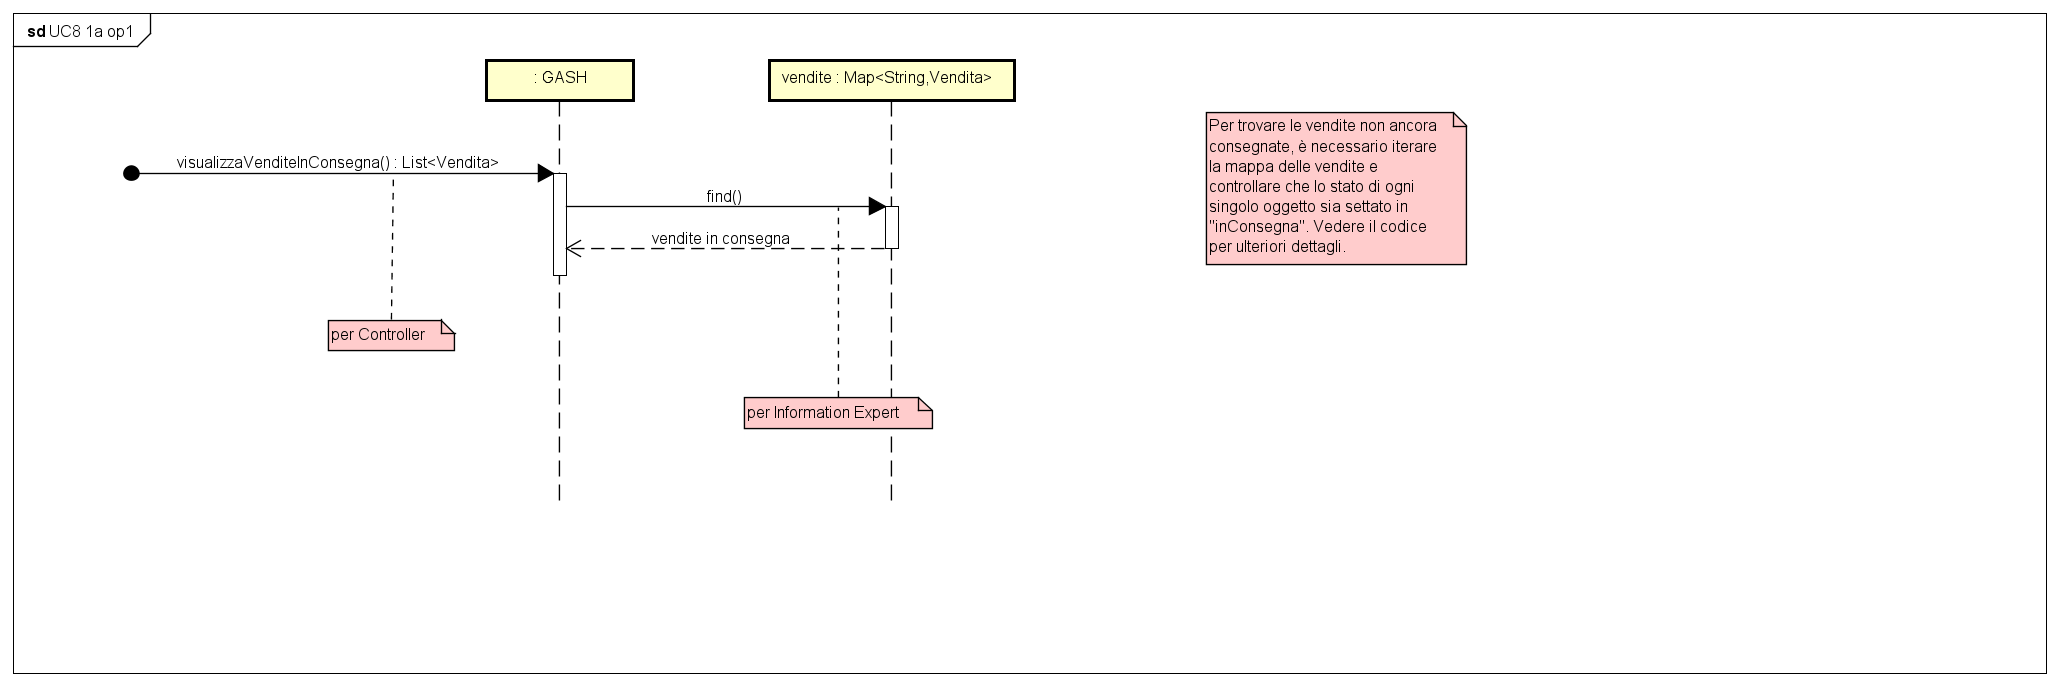 sd UC8 1a op1
: GASH
vendite : Map<String,Vendita>
visualizzaVenditeInConsegna() : List<Vendita>
find()
vendite in consegna
per Controller
per Information Expert
Per trovare le vendite non ancora
consegnate, è necessario iterare
la mappa delle vendite e
controllare che lo stato di ogni
singolo oggetto sia settato in
"inConsegna". Vedere il codice
per ulteriori dettagli.